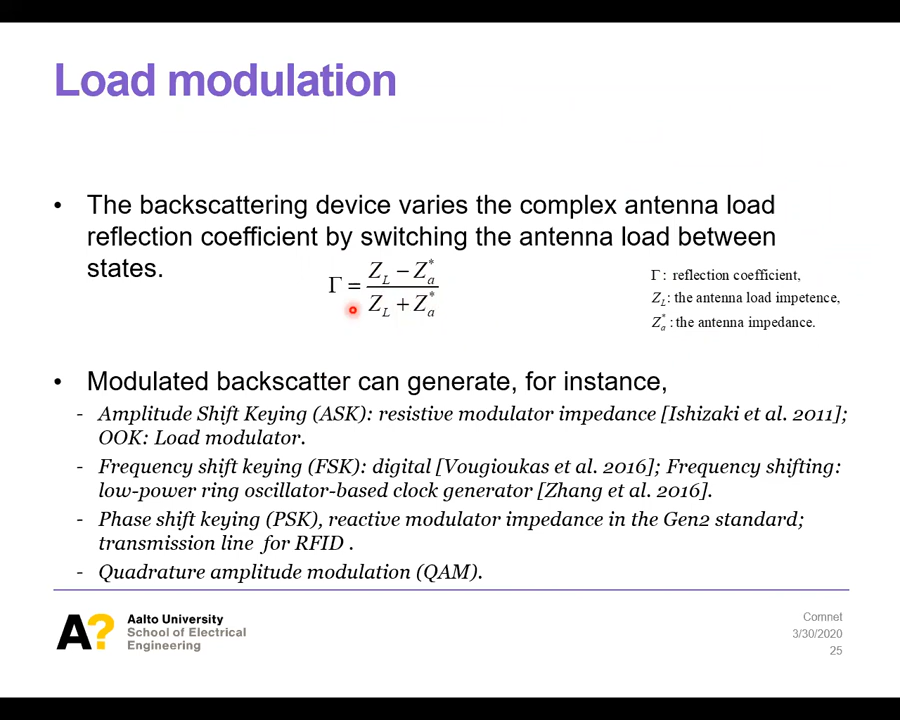 Load modulation
• The backscattering device varies the complex antenna load
reflection coefficient by switching the antenna load between
states.
Γ = (Z_L − Z_a^*) / (Z_L + Z_a^*)
Γ : reflection coefficient,
Z_L : the antenna load impetence,
Z_a^* : the antenna impedance.
• Modulated backscatter can generate, for instance,
- Amplitude Shift Keying (ASK): resistive modulator impedance [Ishizaki et al. 2011];
OOK: Load modulator.
- Frequency shift keying (FSK): digital [Vougioukas et al. 2016]; Frequency shifting:
low-power ring oscillator-based clock generator [Zhang et al. 2016].
- Phase shift keying (PSK), reactive modulator impedance in the Gen2 standard;
transmission line for RFID .
- Quadrature amplitude modulation (QAM).
A?
Aalto University
School of Electrical
Engineering
Comnet
3/30/2020
25